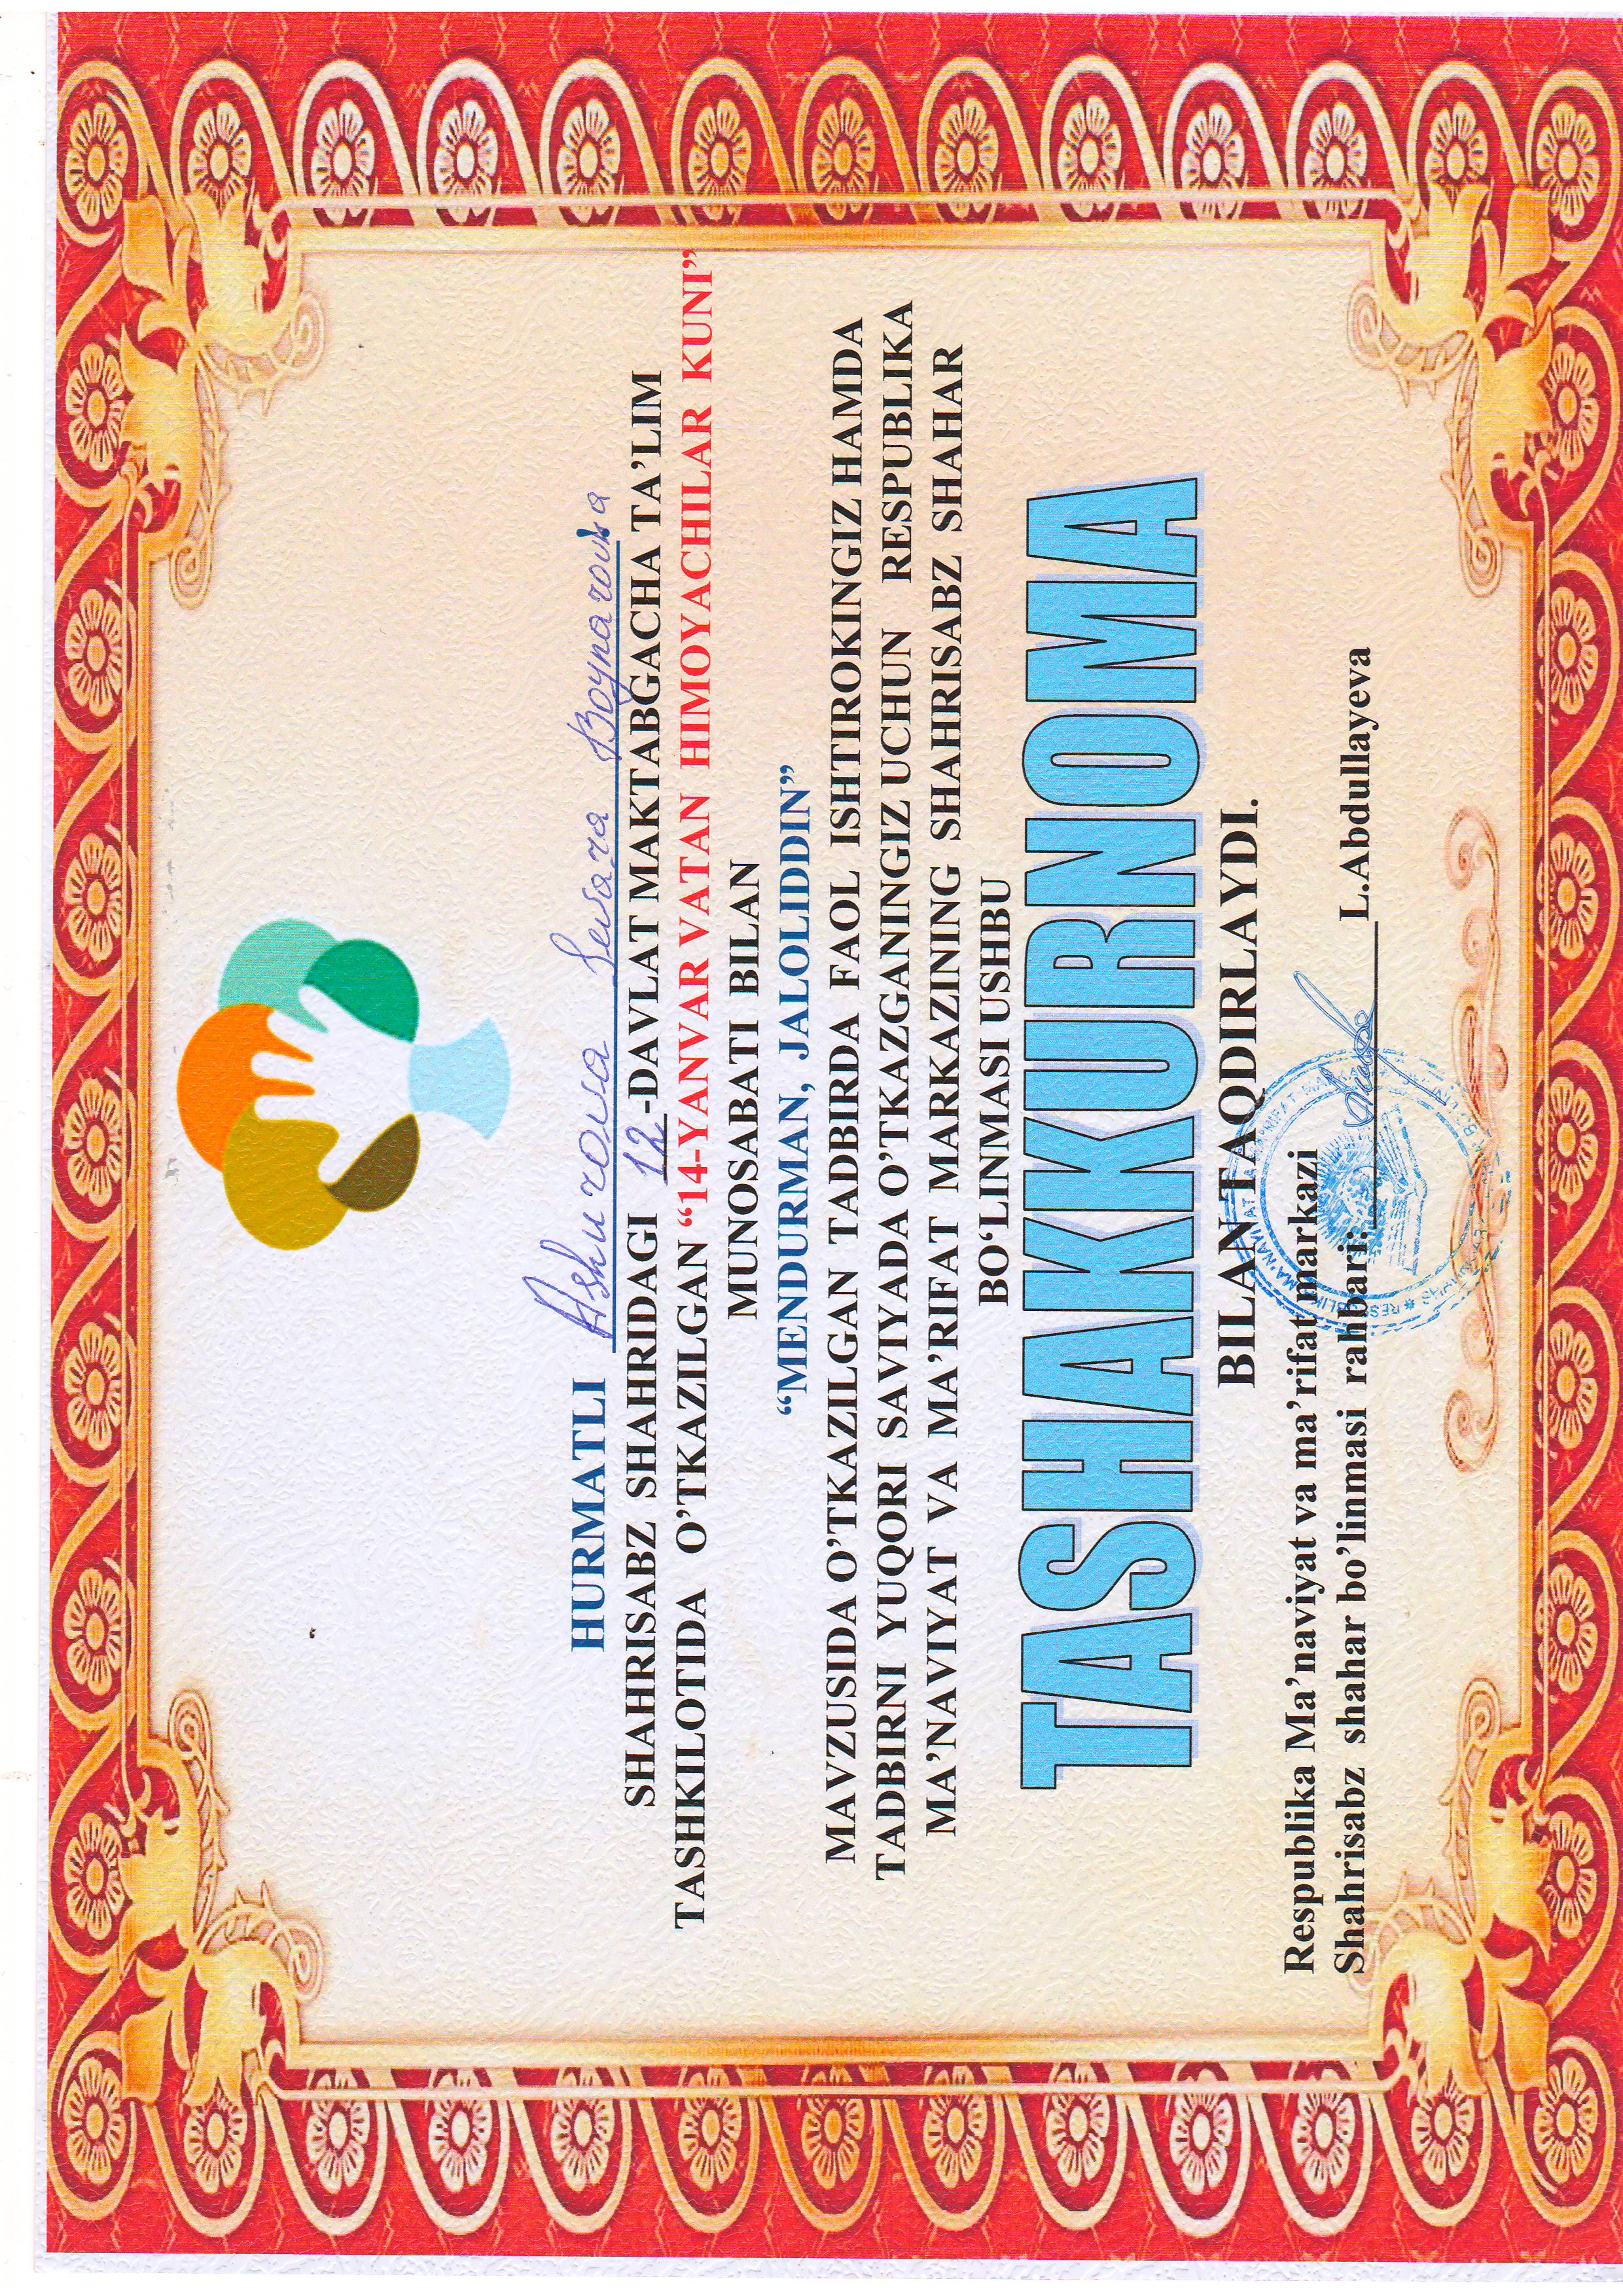 HURMATLI Ashurova Sevara Boynarovna
SHAHRISABZ SHAHRIDAGI 12 -DAVLAT MAKTABGACHA TA’LIM
TASHKILOTIDA O’TKAZILGAN “14-YANVAR VATAN HIMOYACHILAR KUNI”
MUNOSABATI BILAN
“MENDURMAN, JALOLIDDIN”
MAVZUSIDA O’TKAZILGAN TADBIRDA FAOL ISHTIROKINGIZ HAMDA
TADBIRNI YUQORI SAVIYADA O’TKAZGANINGIZ UCHUN RESPUBLIKA
MA’NAVIYAT VA MA’RIFAT MARKAZINING SHAHRISABZ SHAHAR
BO‘LINMASI USHBU
TASHAKKURNOMA
BILAN TAQDIRLAYDI.
Respublika Ma’naviyat va ma’rifat markazi
Shahrisabz shahar bo’linmasi rahbari: L.Abdullayeva